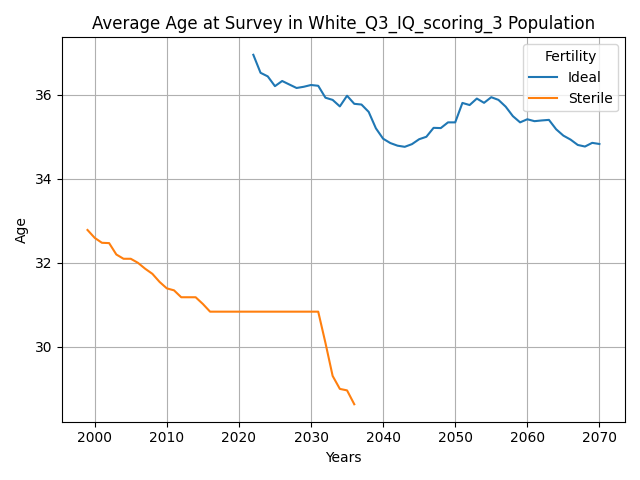 Average Age at Survey in White_Q3_IQ_scoring_3 Population
Fertility
Ideal
Sterile
Age
36
34
32
30
2000 2010 2020 2030 2040 2050 2060 2070
Years